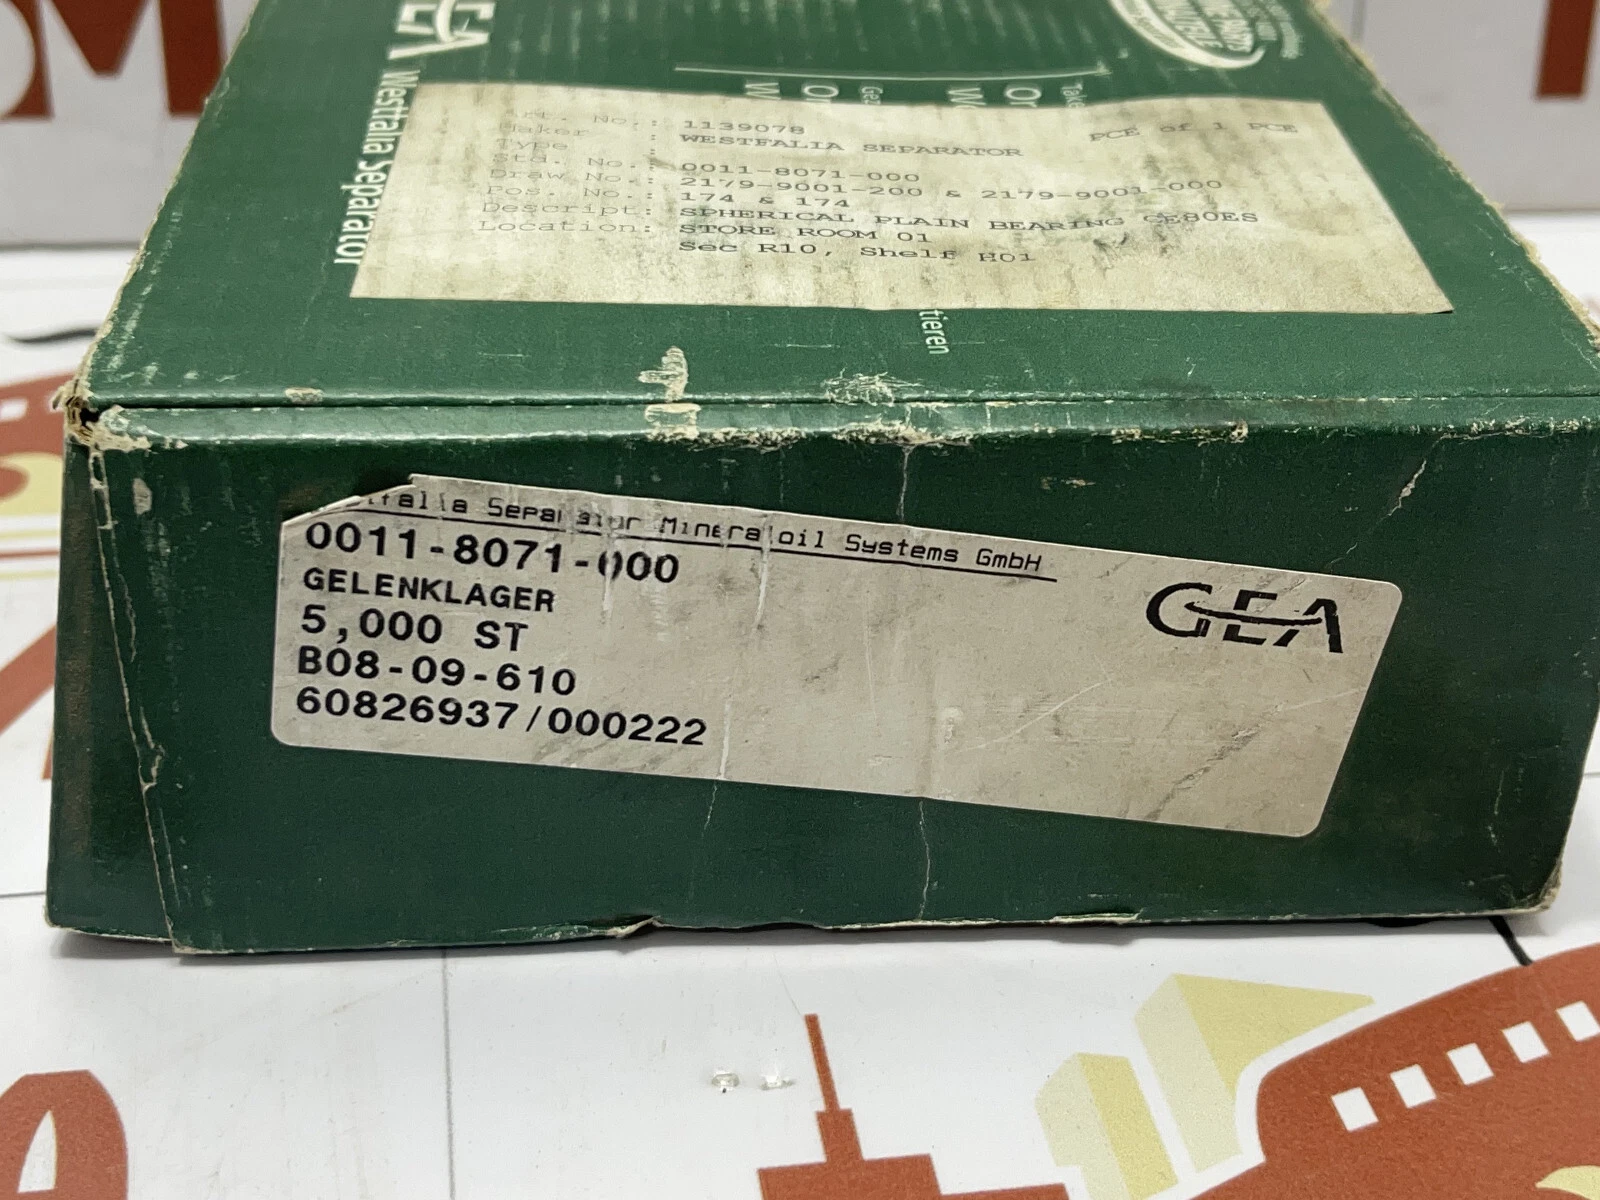 GEA
Westfalia Separator
Art. No.: 1139078
PCE of 1 PCE
Maker : WESTFALIA SEPARATOR
Type :
Std. No.: 0011-8071-000
Draw No.: 2179-9001-200 & 2179-9001-000
Pos. No.: 174 & 174
Descript: SPHERICAL PLAIN BEARING GE80ES
Location: STORE ROOM 01
Sec R10, Shelf H01
tieren
tfalia Separator Mineraloil Systems GmbH
0011-8071-000
GELENKLAGER
5,000 ST
B08-09-610
60826937/000222
GEA